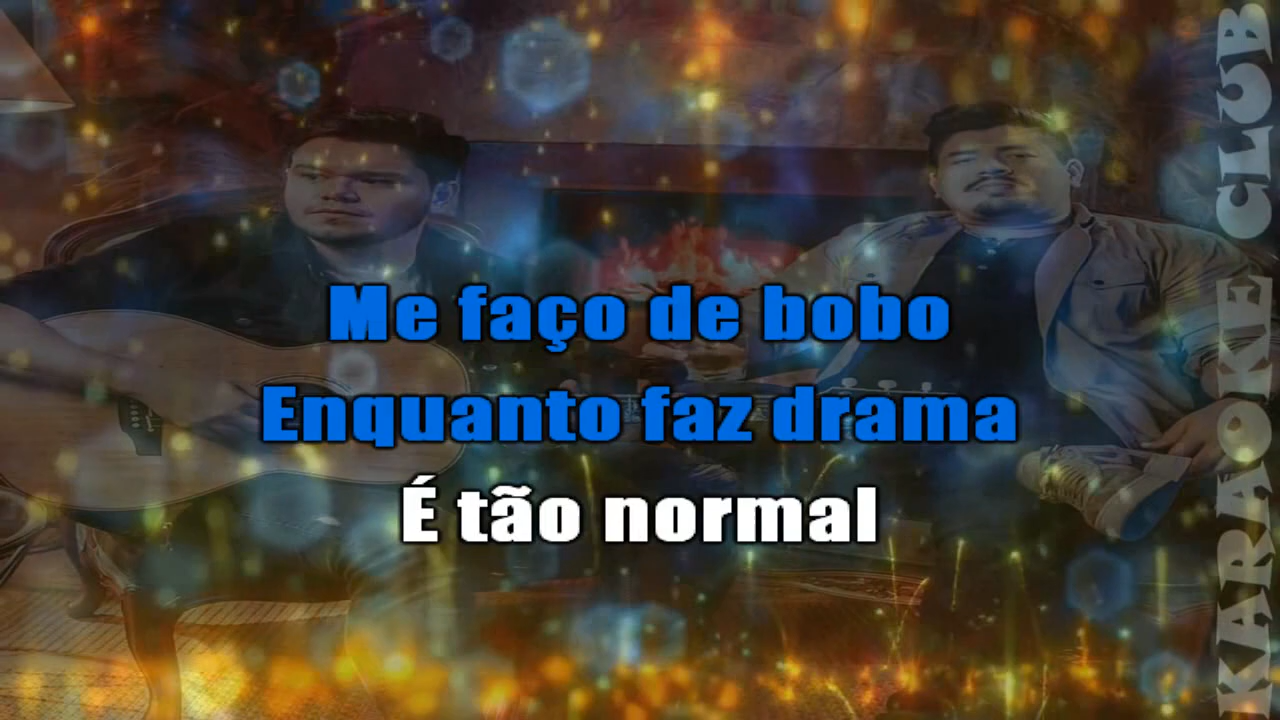 Me faço de bobo
Enquanto faz drama
É tão normal
KARAOKE CLUB